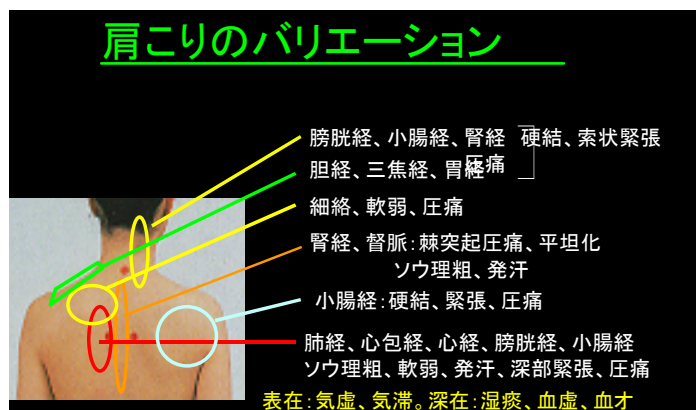 肩こりのバリエーション
膀胱経、小腸経、腎経 硬結、索状緊張
圧痛
胆経、三焦経、胃経
細絡、軟弱、圧痛
腎経、督脈：棘突起圧痛、平坦化
ソウ理粗、発汗
小腸経：硬結、緊張、圧痛
肺経、心包経、心経、膀胱経、小腸経
ソウ理粗、軟弱、発汗、深部緊張、圧痛
表在：気虚、気滞。深在：湿痰、血虚、血才